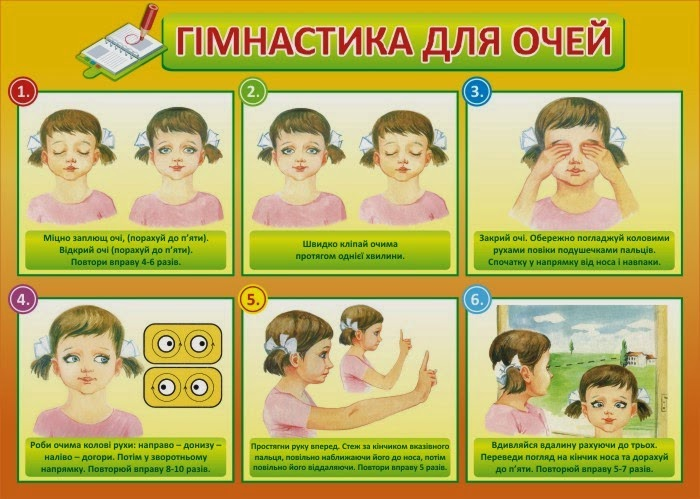 ГІМНАСТИКА ДЛЯ ОЧЕЙ
1.
Міцно заплющ очі, (порахуй до п’яти).
Відкрий очі (порахуй до п’яти).
Повтори вправу 4-6 разів.
2.
Швидко кліпай очима
протягом однієї хвилини.
3.
Закрий очі. Обережно погладжуй коловими
рухами повіки подушечками пальців.
Спочатку у напрямку від носа і навпаки.
4.
Роби очима колові рухи: направо – донизу –
наліво – догори. Потім у зворотньому
напрямку. Повторюй вправу 8-10 разів.
5.
Простягни руку вперед. Стеж за кінчиком вказівного
пальця, повільно наближаючи його до носа, потім
повільно його віддаляючи. Повтори вправу 5 разів.
6.
Вдивляйся вдалину рахуючи до трьох.
Переведи погляд на кінчик носа та дорахуй
до п’яти. Повторюй вправу 5-7 разів.